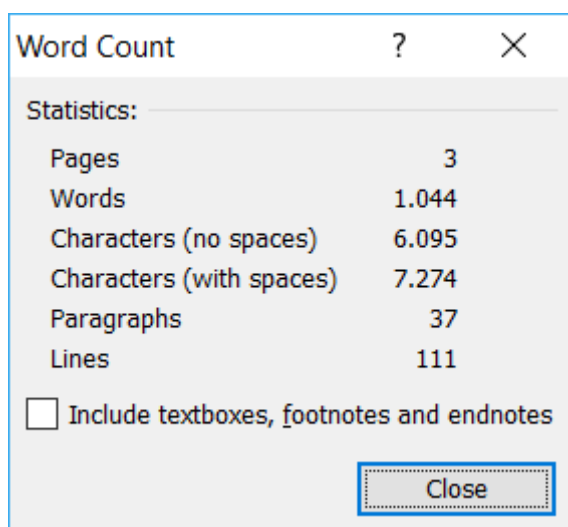 Word Count ? ×
Statistics:
Pages 3
Words 1.044
Characters (no spaces) 6.095
Characters (with spaces) 7.274
Paragraphs 37
Lines 111
Include textboxes, footnotes and endnotes
Close